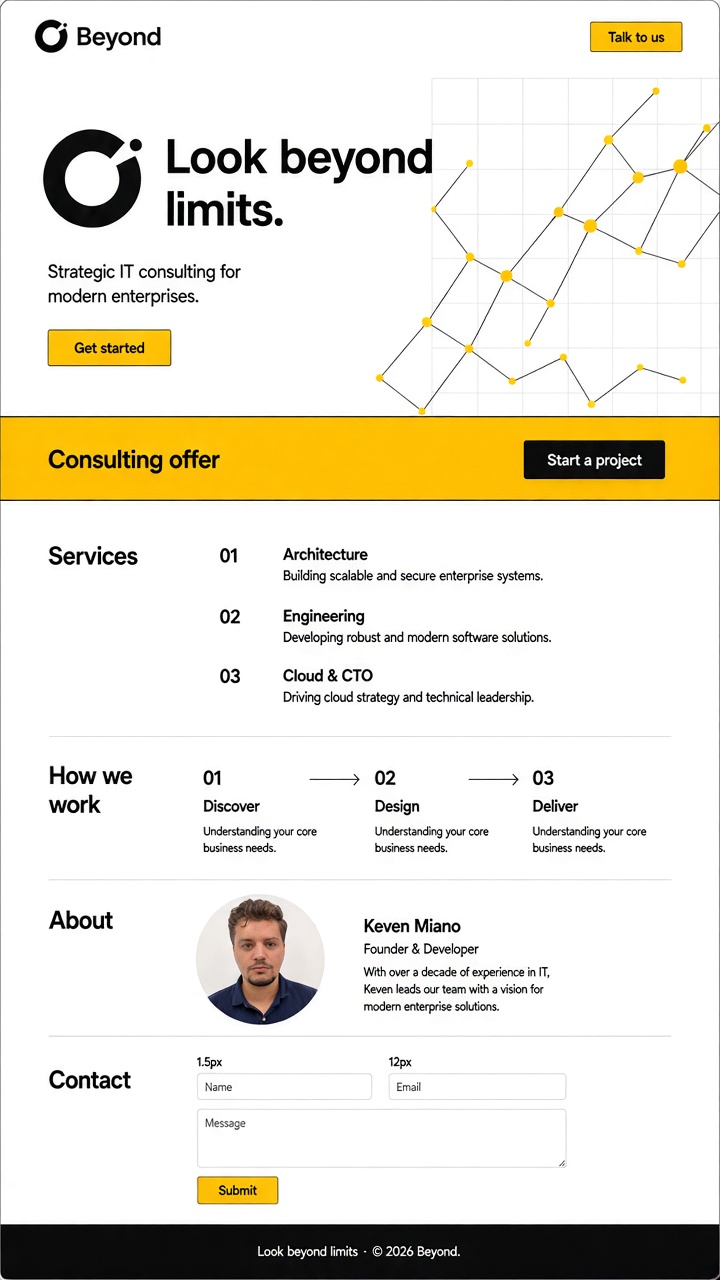 Beyond
Talk to us
Look beyond
limits.
Strategic IT consulting for
modern enterprises.
Get started
Consulting offer
Start a project
Services
01
Architecture
Building scalable and secure enterprise systems.
02
Engineering
Developing robust and modern software solutions.
03
Cloud & CTO
Driving cloud strategy and technical leadership.
How we
work
01
Discover
Understanding your core
business needs.
02
Design
Understanding your core
business needs.
03
Deliver
Understanding your core
business needs.
About
Keven Miano
Founder & Developer
With over a decade of experience in IT,
Keven leads our team with a vision for
modern enterprise solutions.
Contact
1.5px
Name
12px
Email
Message
Submit
Look beyond limits · © 2026 Beyond.